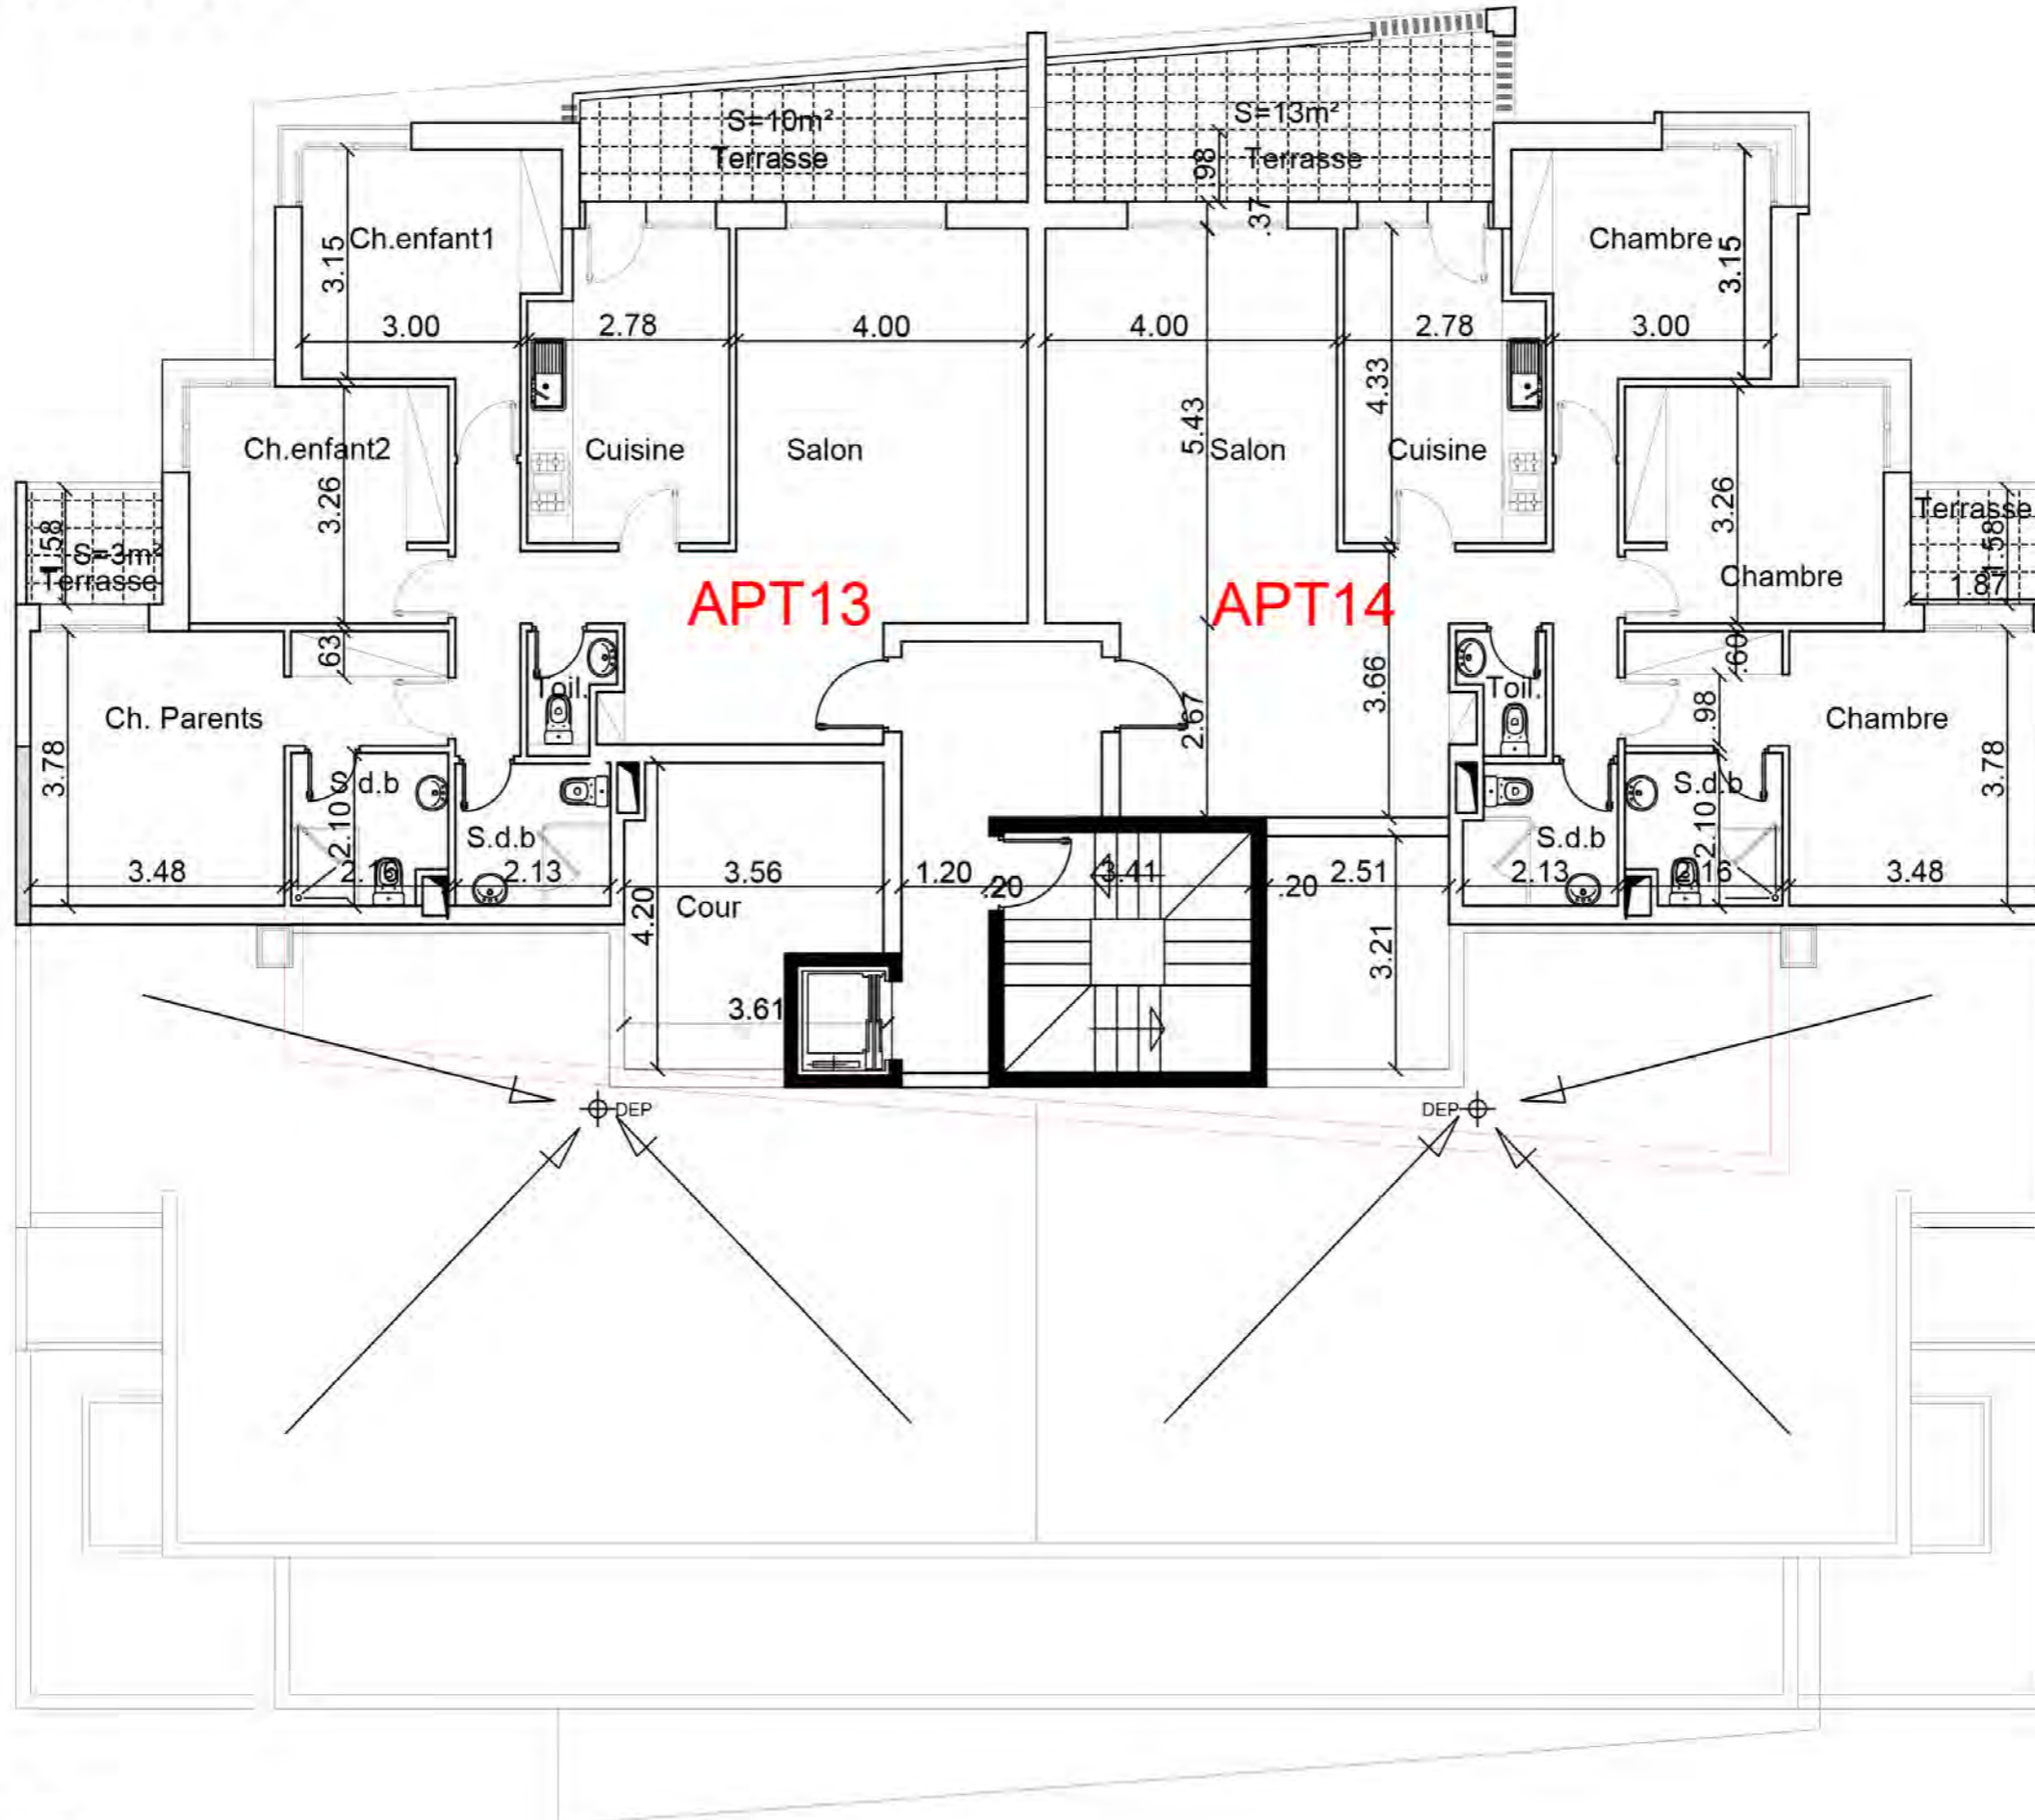 S=10m²
Terrasse
S=13m²
Terrasse
.98
.37
Ch.enfant1
3.15
Chambre
3.15
3.00
2.78
4.00
4.00
2.78
3.00
4.33
5.43
Ch.enfant2
Cuisine
Salon
Salon
Cuisine
3.26
3.26
1.58
S=3m²
Terrasse
Terrasse
1.58
1.87
Chambre
APT13
APT14
.63
.60
3.66
2.67
Toil.
Toil.
Ch. Parents
.98
Chambre
3.78
3.78
S.d.b
2.10
S.d.b
S.d.b
2.10
S.d.b
3.48
2.16
2.13
3.56
1.20
.20
3.41
.20
2.51
2.13
2.16
3.48
Cour
4.20
3.21
3.61
DEP
DEP